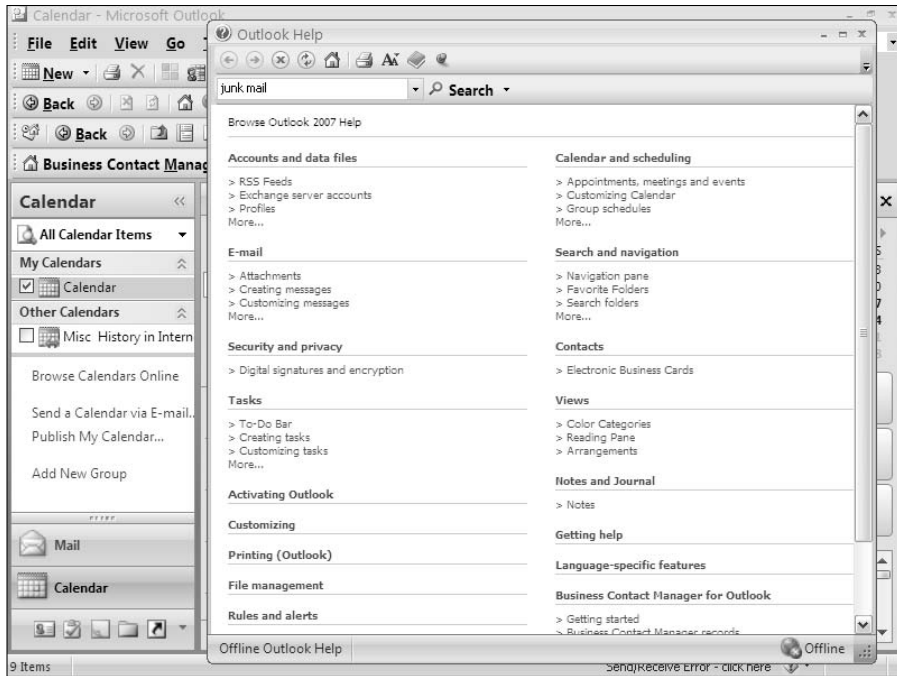 Calendar - Microsoft Outlook
File Edit View Go
New
Back
Back
Business Contact Manag
Calendar
All Calendar Items
My Calendars
Calendar
Other Calendars
Misc History in Intern
Browse Calendars Online
Send a Calendar via E-mail..
Publish My Calendar...
Add New Group
Mail
Calendar
9 Items
Outlook Help
junk mail
Search
Browse Outlook 2007 Help
Accounts and data files
> RSS Feeds
> Exchange server accounts
> Profiles
More...
E-mail
> Attachments
> Creating messages
> Customizing messages
More...
Security and privacy
> Digital signatures and encryption
Tasks
> To-Do Bar
> Creating tasks
> Customizing tasks
More...
Activating Outlook
Customizing
Printing (Outlook)
File management
Rules and alerts
Calendar and scheduling
> Appointments, meetings and events
> Customizing Calendar
> Group schedules
More...
Search and navigation
> Navigation pane
> Favorite Folders
> Search folders
More...
Contacts
> Electronic Business Cards
Views
> Color Categories
> Reading Pane
> Arrangements
Notes and Journal
> Notes
Getting help
Language-specific features
Business Contact Manager for Outlook
> Getting started
> Business Contact Manager records
Offline Outlook Help
Offline
Send/Receive Error - click here